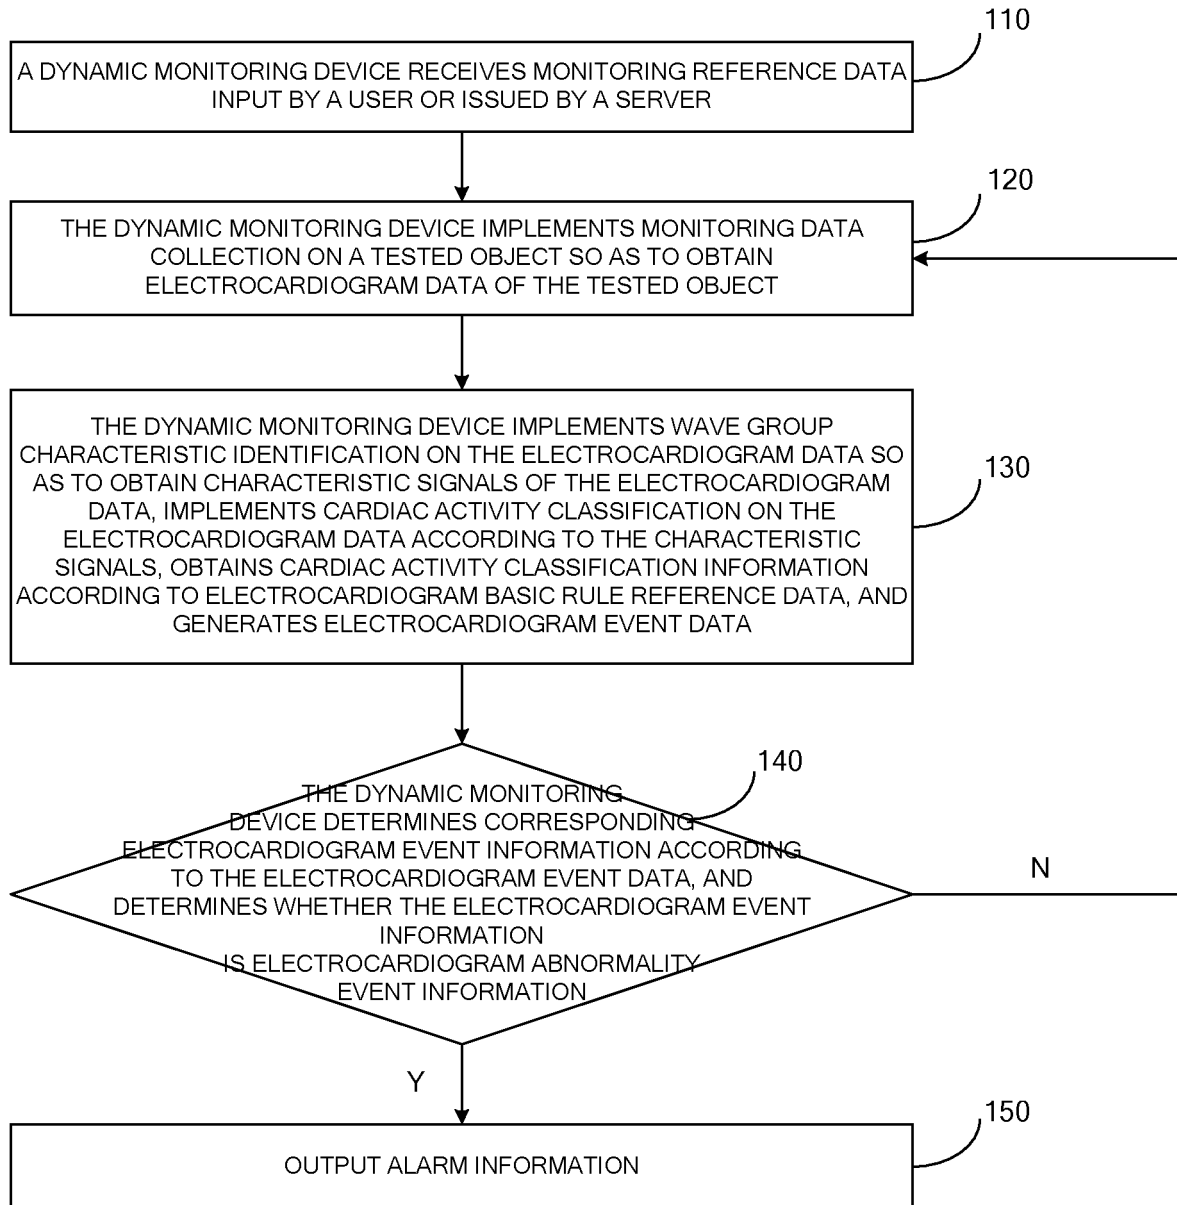 110
A DYNAMIC MONITORING DEVICE RECEIVES MONITORING REFERENCE DATA
INPUT BY A USER OR ISSUED BY A SERVER
120
THE DYNAMIC MONITORING DEVICE IMPLEMENTS MONITORING DATA
COLLECTION ON A TESTED OBJECT SO AS TO OBTAIN
ELECTROCARDIOGRAM DATA OF THE TESTED OBJECT
130
THE DYNAMIC MONITORING DEVICE IMPLEMENTS WAVE GROUP
CHARACTERISTIC IDENTIFICATION ON THE ELECTROCARDIOGRAM DATA SO
AS TO OBTAIN CHARACTERISTIC SIGNALS OF THE ELECTROCARDIOGRAM
DATA, IMPLEMENTS CARDIAC ACTIVITY CLASSIFICATION ON THE
ELECTROCARDIOGRAM DATA ACCORDING TO THE CHARACTERISTIC
SIGNALS, OBTAINS CARDIAC ACTIVITY CLASSIFICATION INFORMATION
ACCORDING TO ELECTROCARDIOGRAM BASIC RULE REFERENCE DATA, AND
GENERATES ELECTROCARDIOGRAM EVENT DATA
140
THE DYNAMIC MONITORING
DEVICE DETERMINES CORRESPONDING
ELECTROCARDIOGRAM EVENT INFORMATION ACCORDING
TO THE ELECTROCARDIOGRAM EVENT DATA, AND
DETERMINES WHETHER THE ELECTROCARDIOGRAM EVENT
INFORMATION
IS ELECTROCARDIOGRAM ABNORMALITY
EVENT INFORMATION
N
Y
150
OUTPUT ALARM INFORMATION